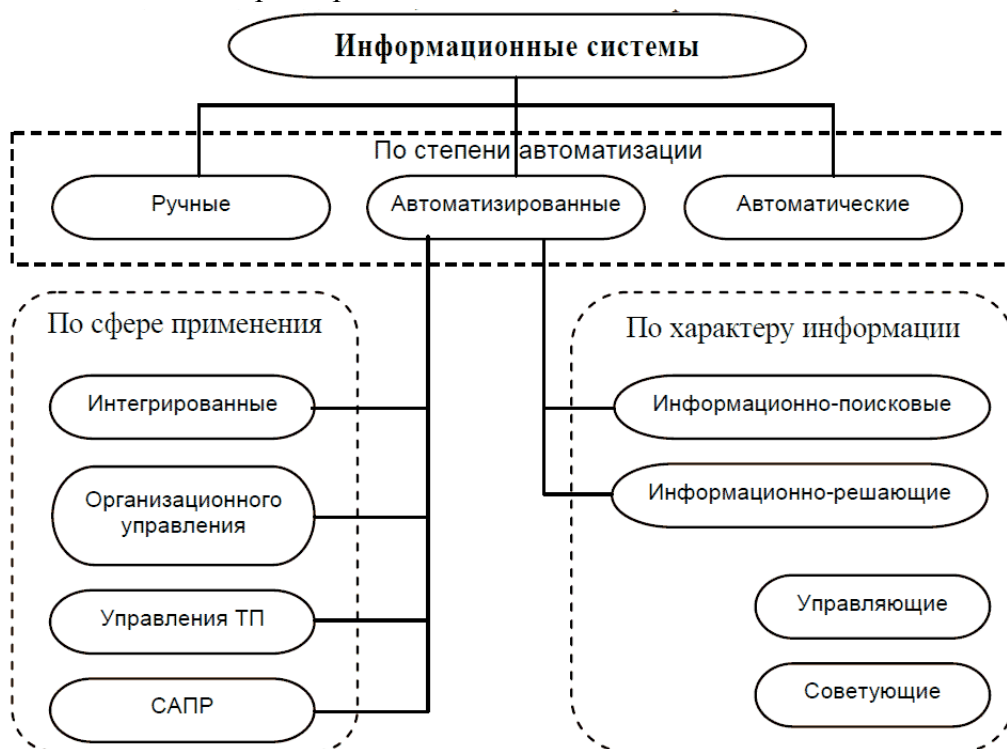 Информационные системы
По степени автоматизации
Ручные
Автоматизированные
Автоматические
По сфере применения
Интегрированные
Организационного
управления
Управления ТП
САПР
По характеру информации
Информационно-поисковые
Информационно-решающие
Управляющие
Советующие